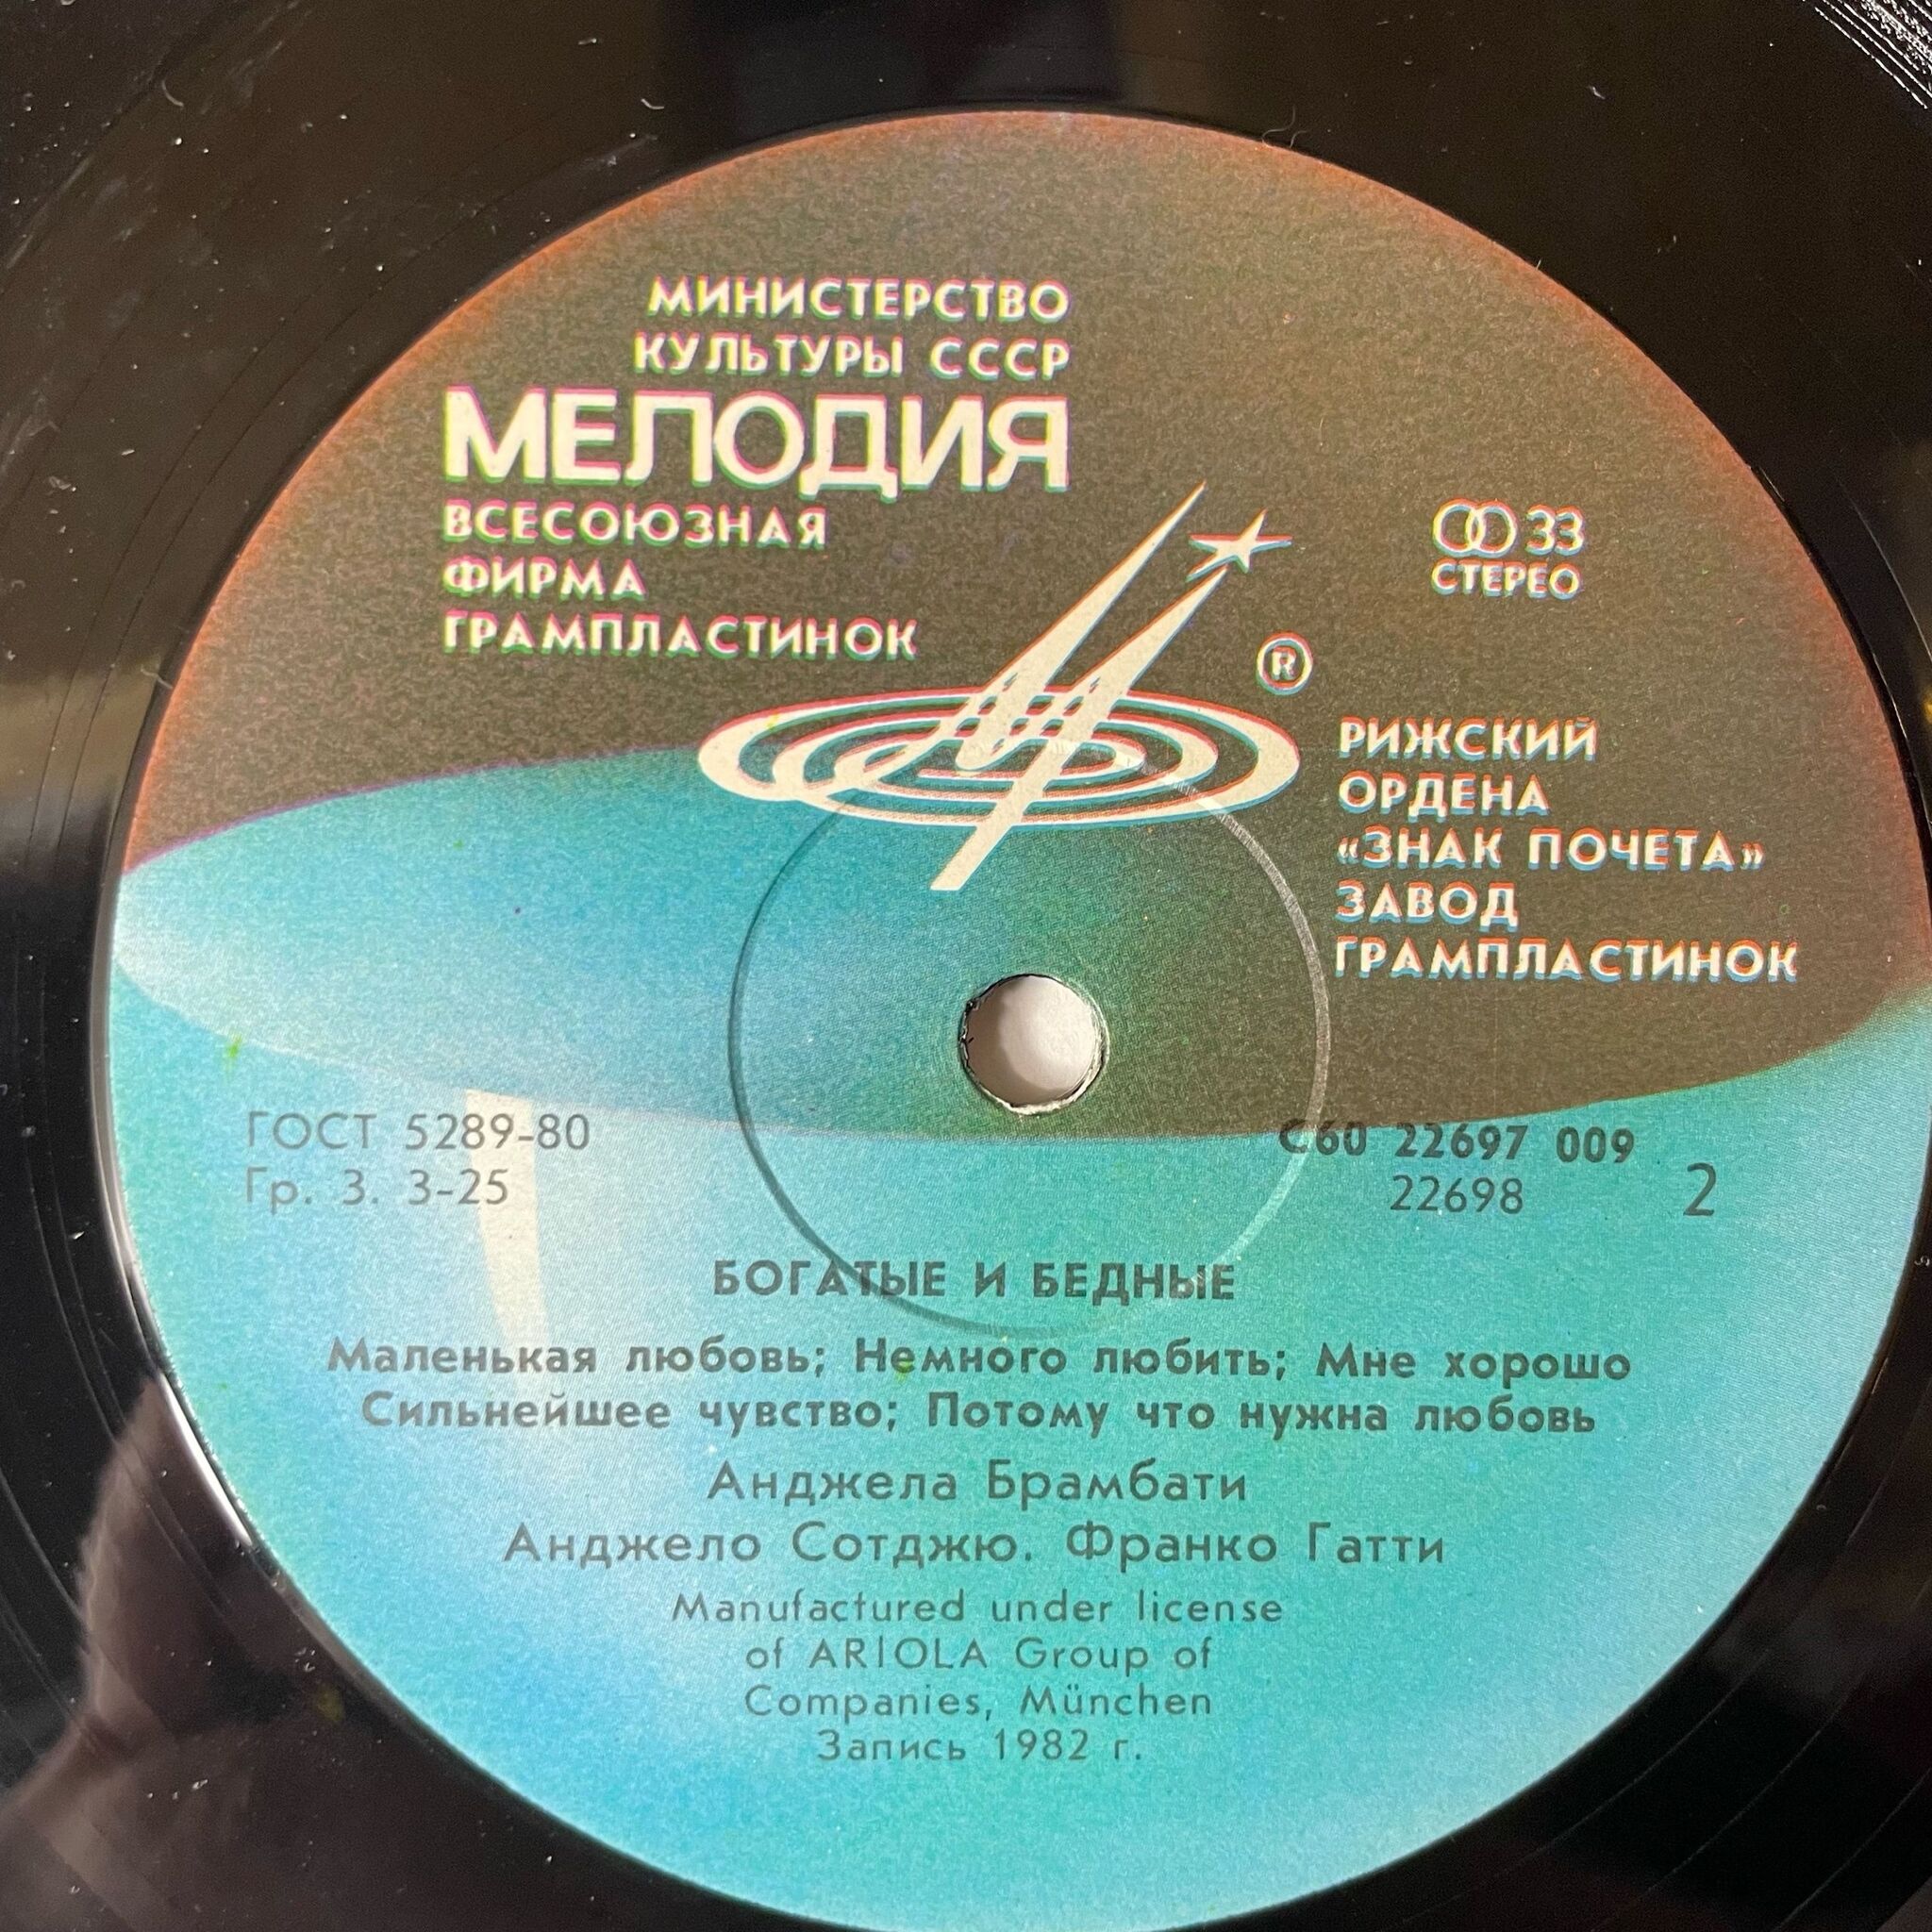 МИНИСТЕРСТВО
КУЛЬТУРЫ СССР
МЕЛОДИЯ
ВСЕСОЮЗНАЯ
ФИРМА
ГРАМПЛАСТИНОК
33
СТЕРЕО
®
РИЖСКИЙ
ОРДЕНА
«ЗНАК ПОЧЕТА»
ЗАВОД
ГРАМПЛАСТИНОК
ГОСТ 5289-80
Гр. 3. 3-25
С60 22697 009
22698
2
БОГАТЫЕ И БЕДНЫЕ
Маленькая любовь; Немного любить; Мне хорошо
Сильнейшее чувство; Потому что нужна любовь
Анджела Брамбати
Анджело Сотджю. Франко Гатти
Manufactured under license
of ARIOLA Group of
Companies, München
Запись 1982 г.